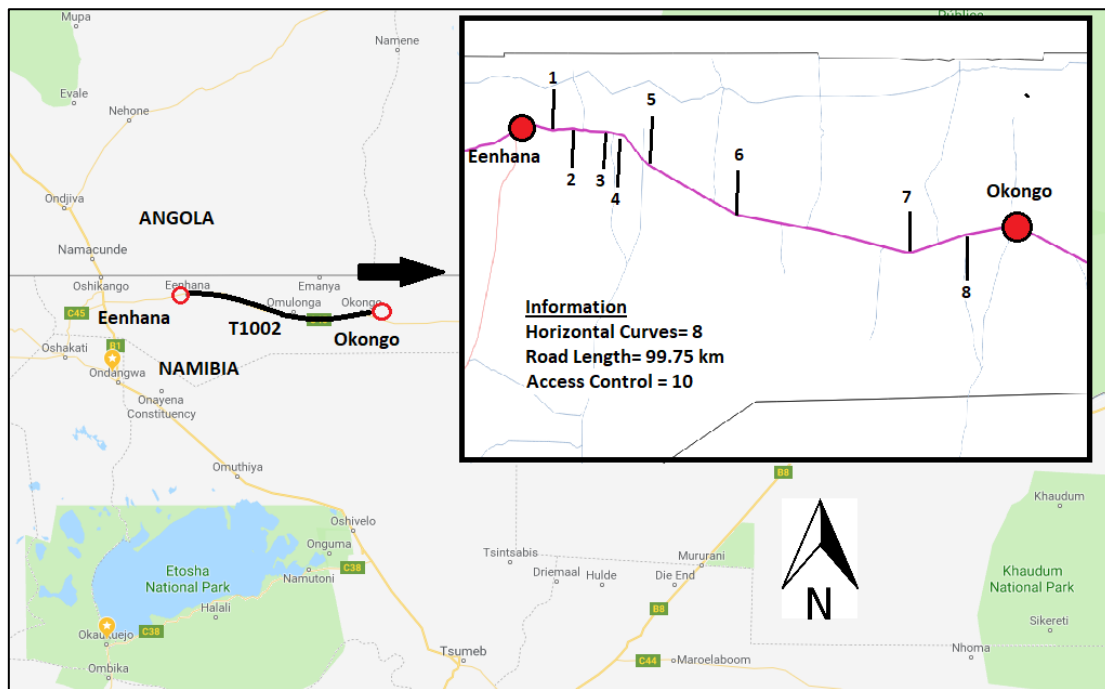 Mupa
Namene
Pública
Evale
Nehone
Ondjiva
ANGOLA
Namacunde
Oshikango
Eenhana
Emanya
C45
Eenhana
Omulonga
Okongo
T1002
Okongo
Oshakati
B1
NAMIBIA
Ondangwa
Onayena
Constituency
Omuthiya
Oshivelo
Onguma
C38
Namutoni
Etosha
National Park
Halali
Okaukuejo
C38
Ombika
Tsumeb
Tsintsabis
Driemaal
Hulde
Die End
Mururani
B8
B8
C44
Maroelaboom
Nhoma
Khaudum
Khaudum
National Park
Sikereti
N
1
5
Eenhana
2
3
4
6
7
Okongo
8
Information
Horizontal Curves= 8
Road Length= 99.75 km
Access Control = 10